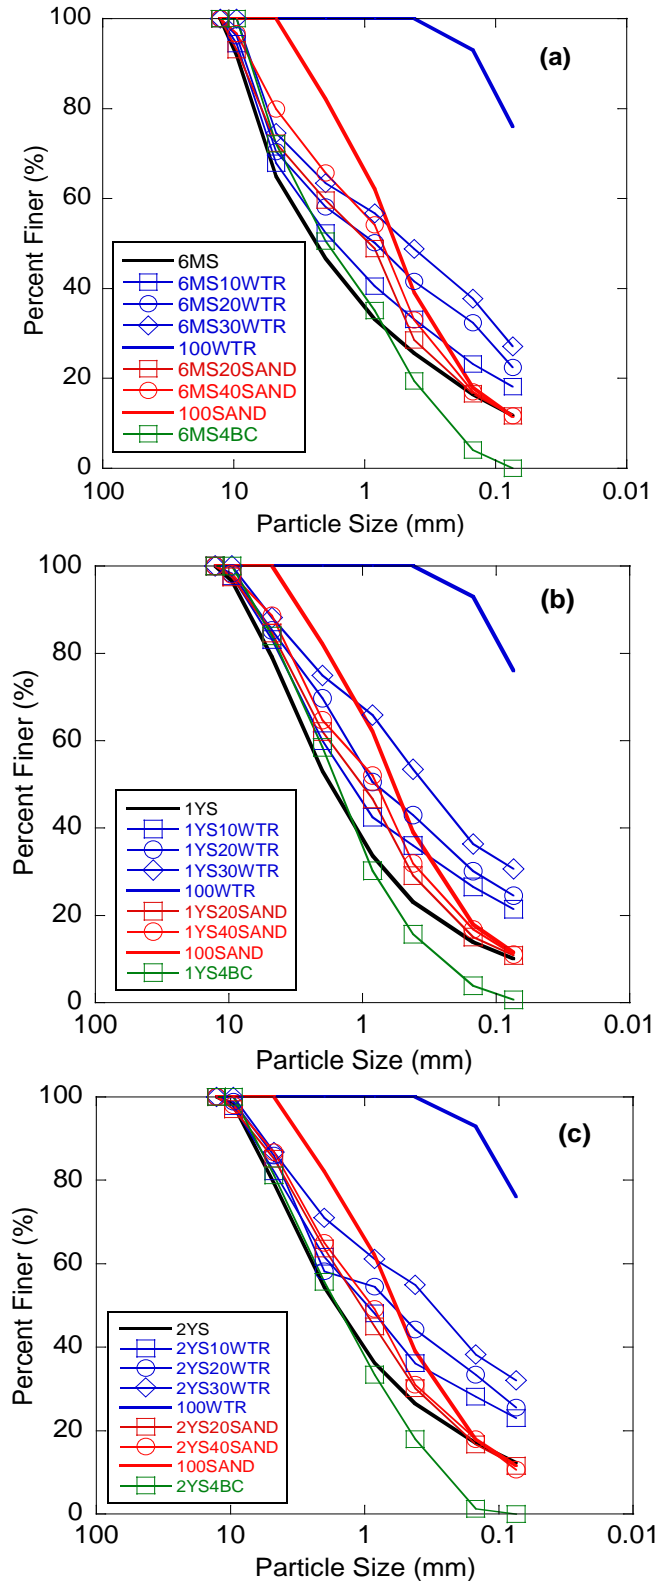 100
80
60
40
20
0
Percent Finer (%)
(a)
6MS
6MS10WTR
6MS20WTR
6MS30WTR
100WTR
6MS20SAND
6MS40SAND
100SAND
6MS4BC
100 10 1 0.1 0.01
Particle Size (mm)
100
80
60
40
20
0
Percent Finer (%)
(b)
1YS
1YS10WTR
1YS20WTR
1YS30WTR
100WTR
1YS20SAND
1YS40SAND
100SAND
1YS4BC
100 10 1 0.1 0.01
Particle Size (mm)
100
80
60
40
20
0
Percent Finer (%)
(c)
2YS
2YS10WTR
2YS20WTR
2YS30WTR
100WTR
2YS20SAND
2YS40SAND
100SAND
2YS4BC
100 10 1 0.1 0.01
Particle Size (mm)